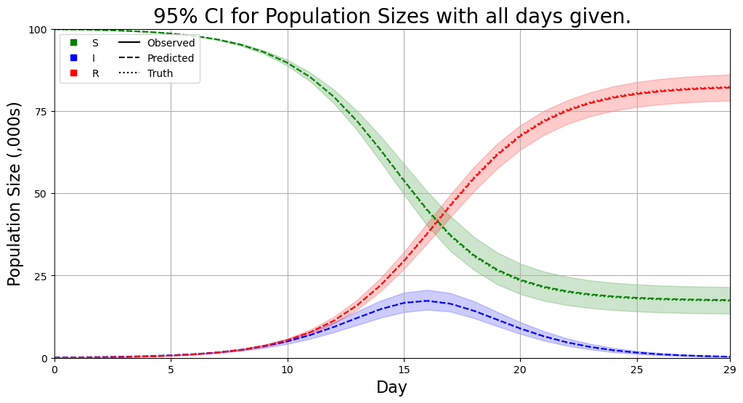 95% CI for Population Sizes with all days given.
S Observed
I Predicted
R Truth
Population Size (,000s)
100
75
50
25
0
0 5 10 15 20 25 29
Day